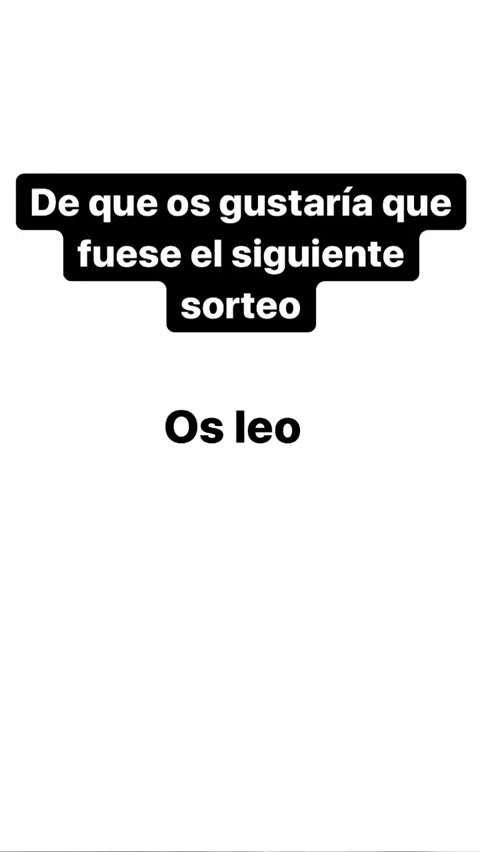 De que os gustaría que
fuese el siguiente
sorteo
Os leo